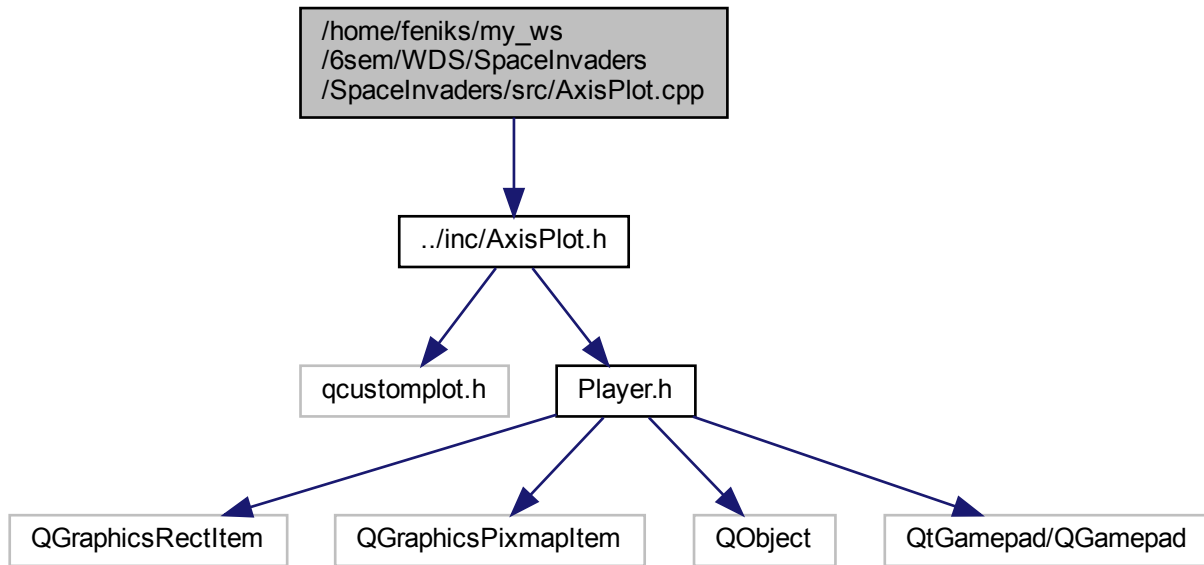 /home/feniks/my_ws
/6sem/WDS/SpaceInvaders
/SpaceInvaders/src/AxisPlot.cpp
../inc/AxisPlot.h
qcustomplot.h
Player.h
QGraphicsRectItem
QGraphicsPixmapItem
QObject
QtGamepad/QGamepad